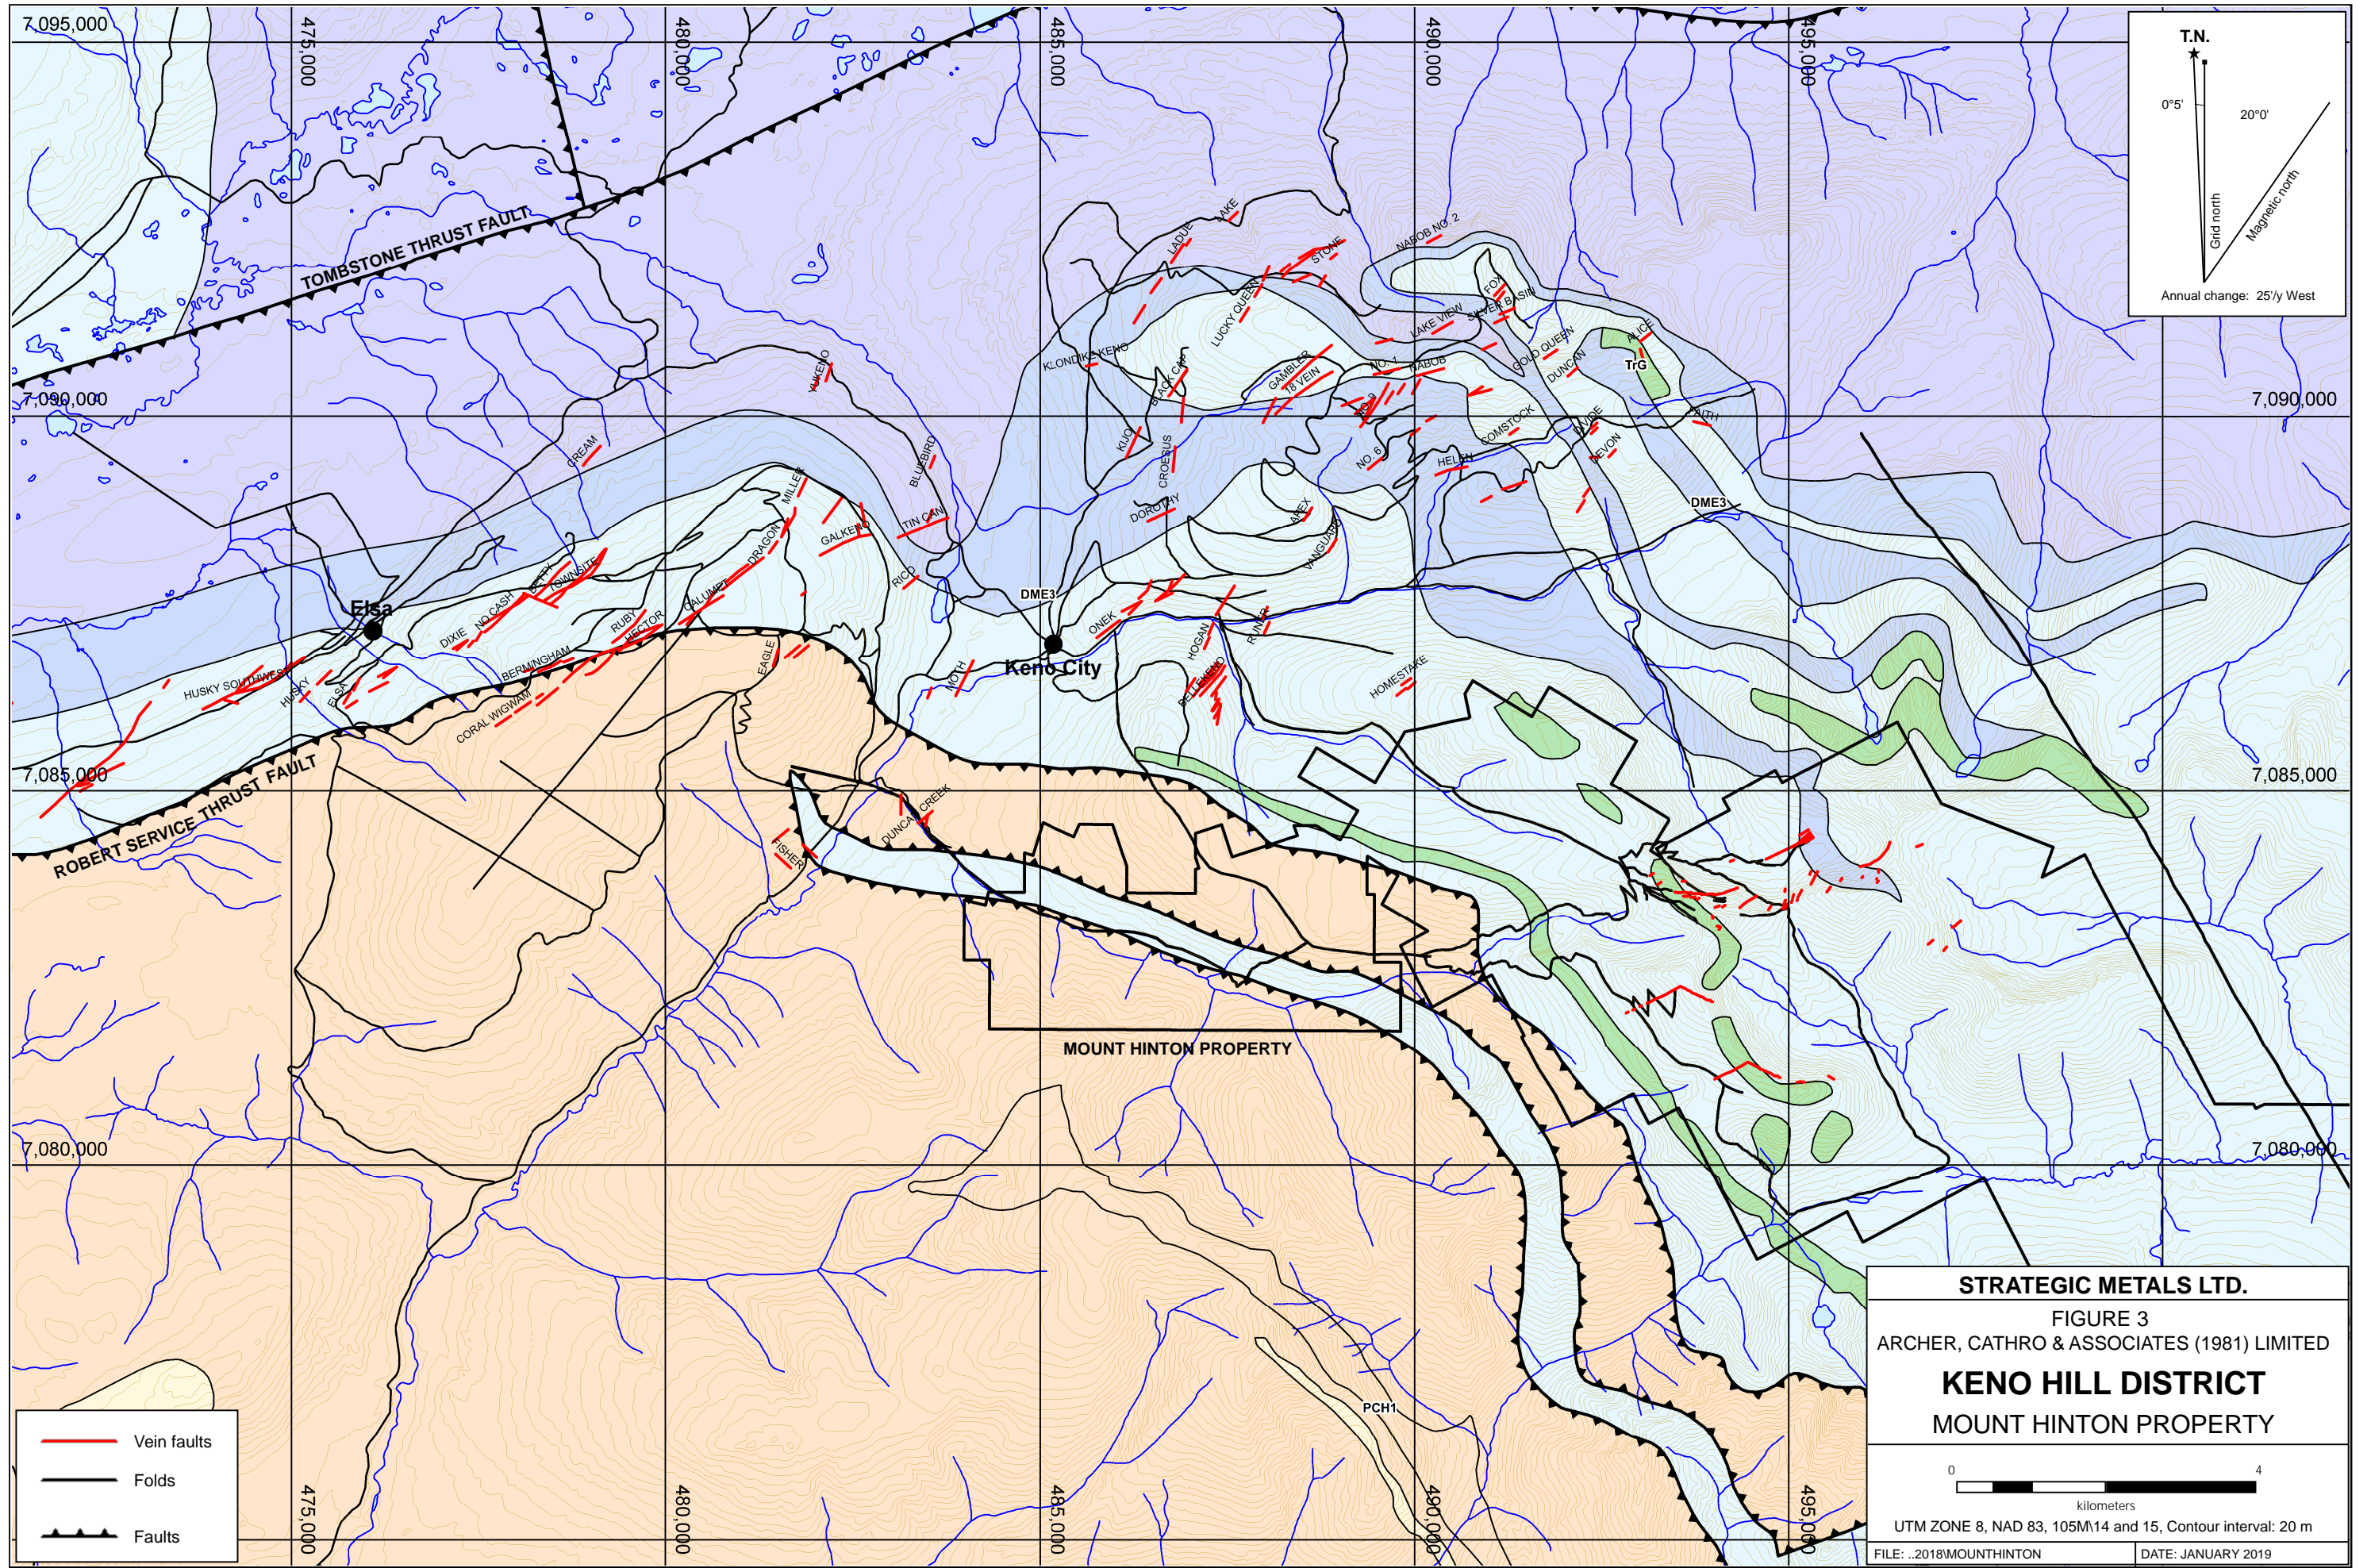 7,095,000
475,000
480,000
485,000
490,000
495,000
T.N.
0°5'
20°0'
Grid north
Magnetic north
Annual change: 25'/y West
TOMBSTONE THRUST FAULT
LAKE
LADUE
STONE
NABOB NO. 2
LUCKY QUEEN
FOX
LAKE VIEW
SILVER BASIN
GOLD QUEEN
ALICE
DUNCAN
TrG
KLONDIKE KENO
YUKENO
BLACK CAP
GAMBLER
18 VEIN
NO. 1
NABOB
7,090,000
7,090,000
NO. 9
FAITH
COMSTOCK
DIVIDE
DEVON
CREAM
BLUEBIRD
KIJO
CROESUS
NO. 6
HELEN
MILLER
DOROTHY
APEX
VANGUARD
DME3
GALKENO
TIN CAN
DRAGON
BETTY
TOWNSITE
RICO
DME3
Elsa
NO CASH
CALUMET
RUBY
HECTOR
DIXIE
ONEK
HOGAN
RUNER
Keno City
BERMINGHAM
EAGLE
MOTH
BELLEKENO
HOMESTAKE
HUSKY SOUTHWEST
HUSKY
ELSA
CORAL WIGWAM
7,085,000
7,085,000
ROBERT SERVICE THRUST FAULT
DUNCAN CREEK
FISHER
MOUNT HINTON PROPERTY
7,080,000
7,080,000
PCH1
475,000
480,000
485,000
490,000
495,000
Vein faults
Folds
Faults
STRATEGIC METALS LTD.
FIGURE 3
ARCHER, CATHRO & ASSOCIATES (1981) LIMITED
KENO HILL DISTRICT
MOUNT HINTON PROPERTY
0 4
kilometers
UTM ZONE 8, NAD 83, 105M\14 and 15, Contour interval: 20 m
FILE: ..2018\MOUNTHINTON
DATE: JANUARY 2019